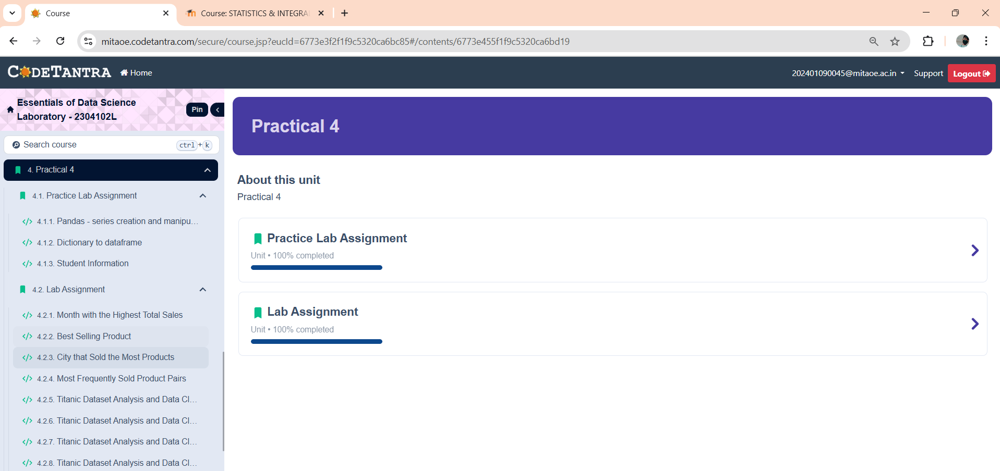 Course
Course: STATISTICS & INTEGRA
mitaoe.codetantra.com/secure/course.jsp?eucId=6773e3f2f1f9c5320ca6bc85#/contents/6773e455f1f9c5320ca6bd19
CODETANTRA
Home
202401090045@mitaoe.ac.in
Support
Logout
Essentials of Data Science
Laboratory - 2304102L
Pin
Search course
ctrl+k
4. Practical 4
4.1. Practice Lab Assignment
4.1.1. Pandas - series creation and manipu...
4.1.2. Dictionary to dataframe
4.1.3. Student Information
4.2. Lab Assignment
4.2.1. Month with the Highest Total Sales
4.2.2. Best Selling Product
4.2.3. City that Sold the Most Products
4.2.4. Most Frequently Sold Product Pairs
4.2.5. Titanic Dataset Analysis and Data Cl...
4.2.6. Titanic Dataset Analysis and Data Cl...
4.2.7. Titanic Dataset Analysis and Data Cl...
4.2.8. Titanic Dataset Analysis and Data Cl...
Practical 4
About this unit
Practical 4
Practice Lab Assignment
Unit • 100% completed
Lab Assignment
Unit • 100% completed